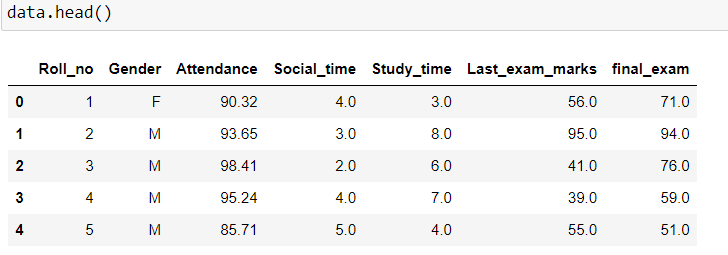 data.head()
Roll_no Gender Attendance Social_time Study_time Last_exam_marks final_exam
0 1 F 90.32 4.0 3.0 56.0 71.0
1 2 M 93.65 3.0 8.0 95.0 94.0
2 3 M 98.41 2.0 6.0 41.0 76.0
3 4 M 95.24 4.0 7.0 39.0 59.0
4 5 M 85.71 5.0 4.0 55.0 51.0